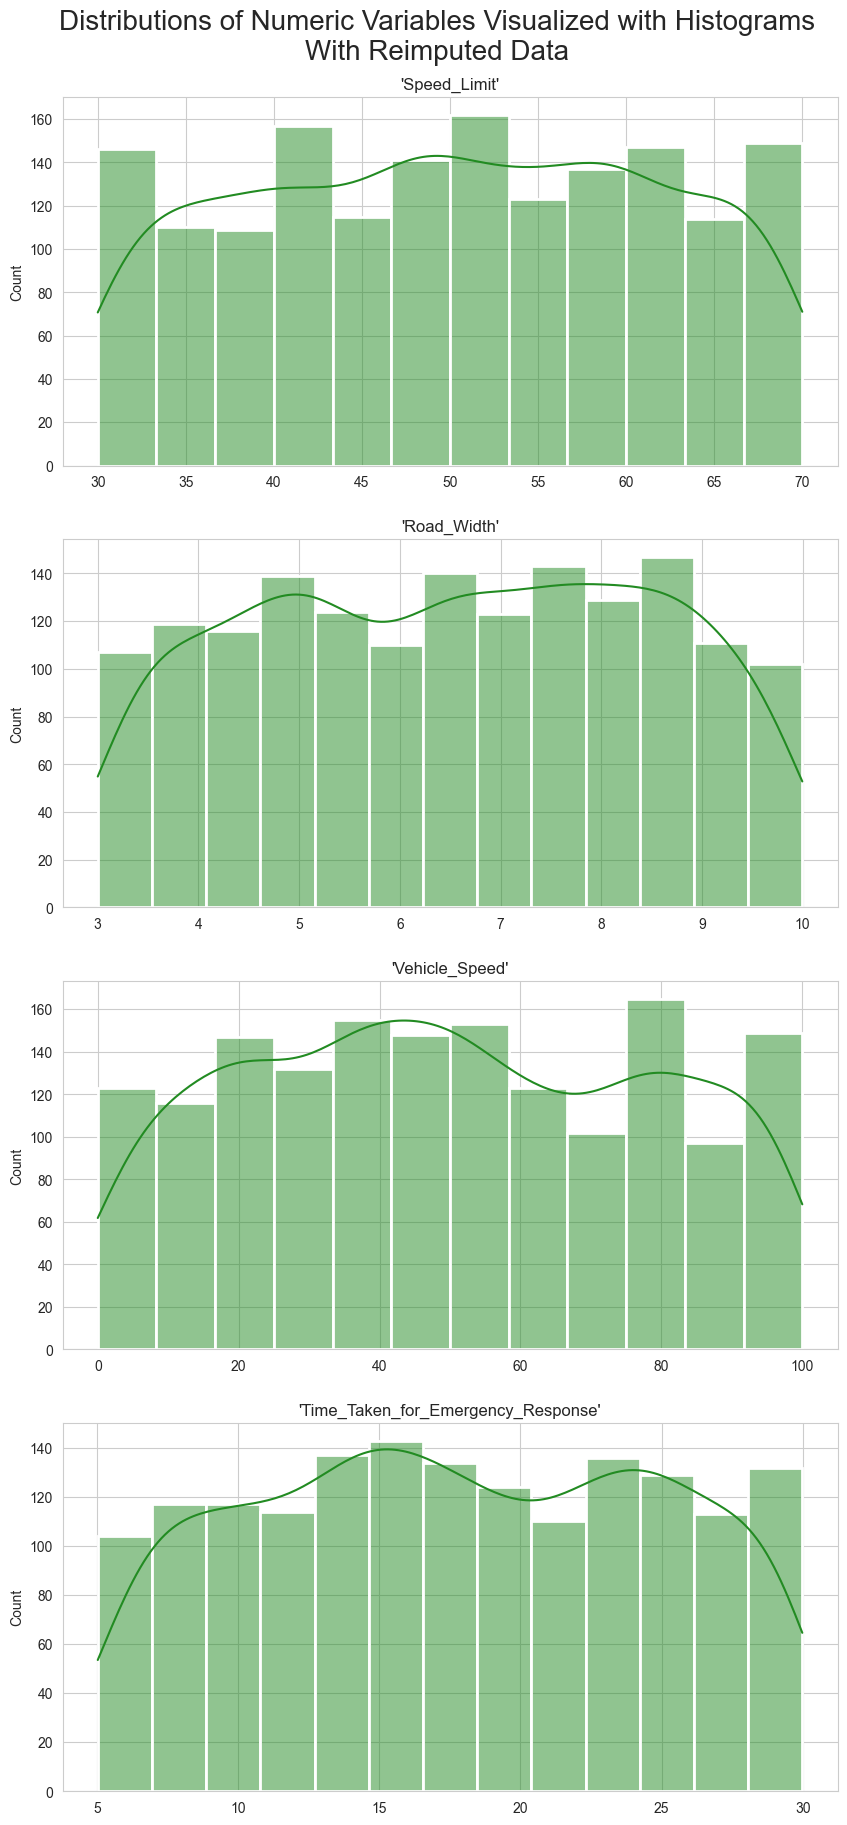 Distributions of Numeric Variables Visualized with Histograms
With Reimputed Data
'Speed_Limit'
160
140
120
100
80
60
40
20
0
Count
30 35 40 45 50 55 60 65 70
'Road_Width'
140
120
100
80
60
40
20
0
Count
3 4 5 6 7 8 9 10
'Vehicle_Speed'
160
140
120
100
80
60
40
20
0
Count
0 20 40 60 80 100
'Time_Taken_for_Emergency_Response'
140
120
100
80
60
40
20
0
Count
5 10 15 20 25 30